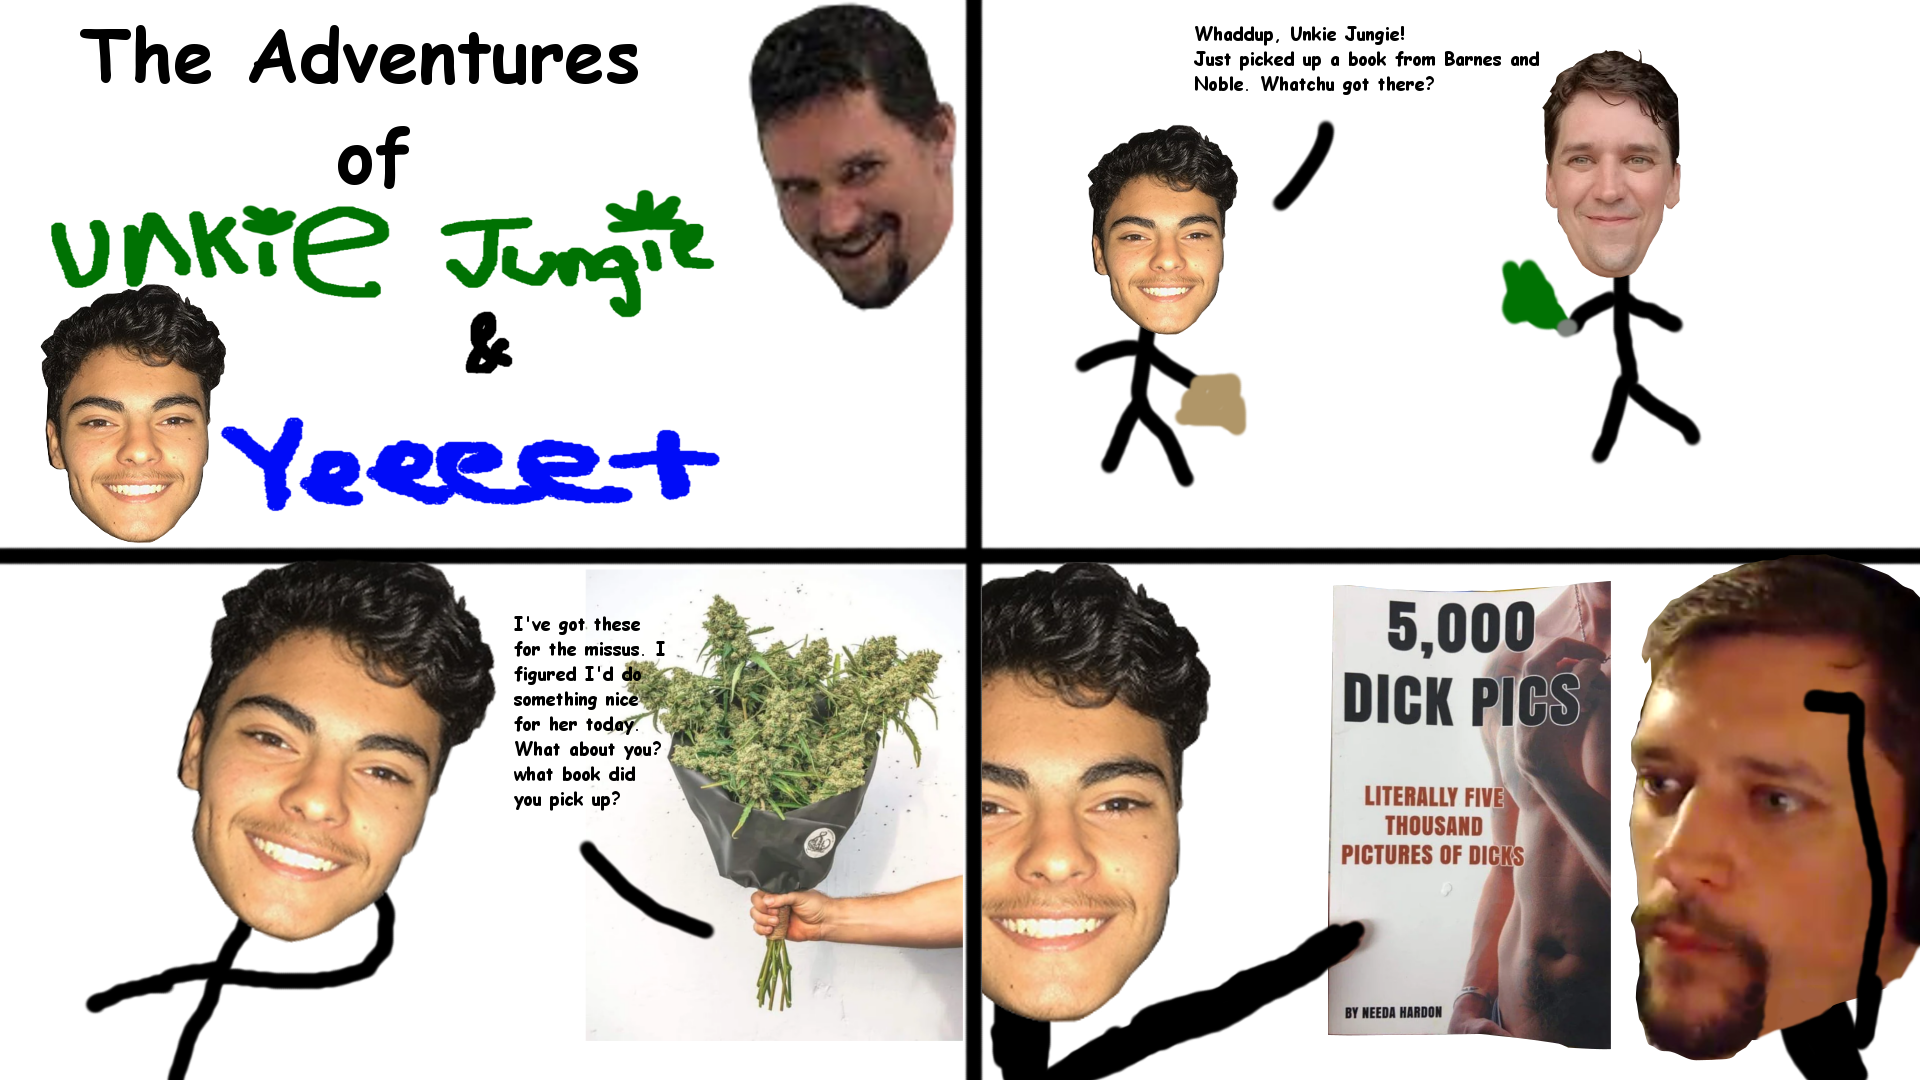 The Adventures
of
Unkie Jungie
&
Yeeeet
Whaddup, Unkie Jungie!
Just picked up a book from Barnes and
Noble. Whatchu got there?
I've got these
for the missus. I
figured I'd do
something nice
for her today.
What about you?
what book did
you pick up?
5,000
DICK PICS
LITERALLY FIVE
THOUSAND
PICTURES OF DICKS
BY NEEDA HARDON